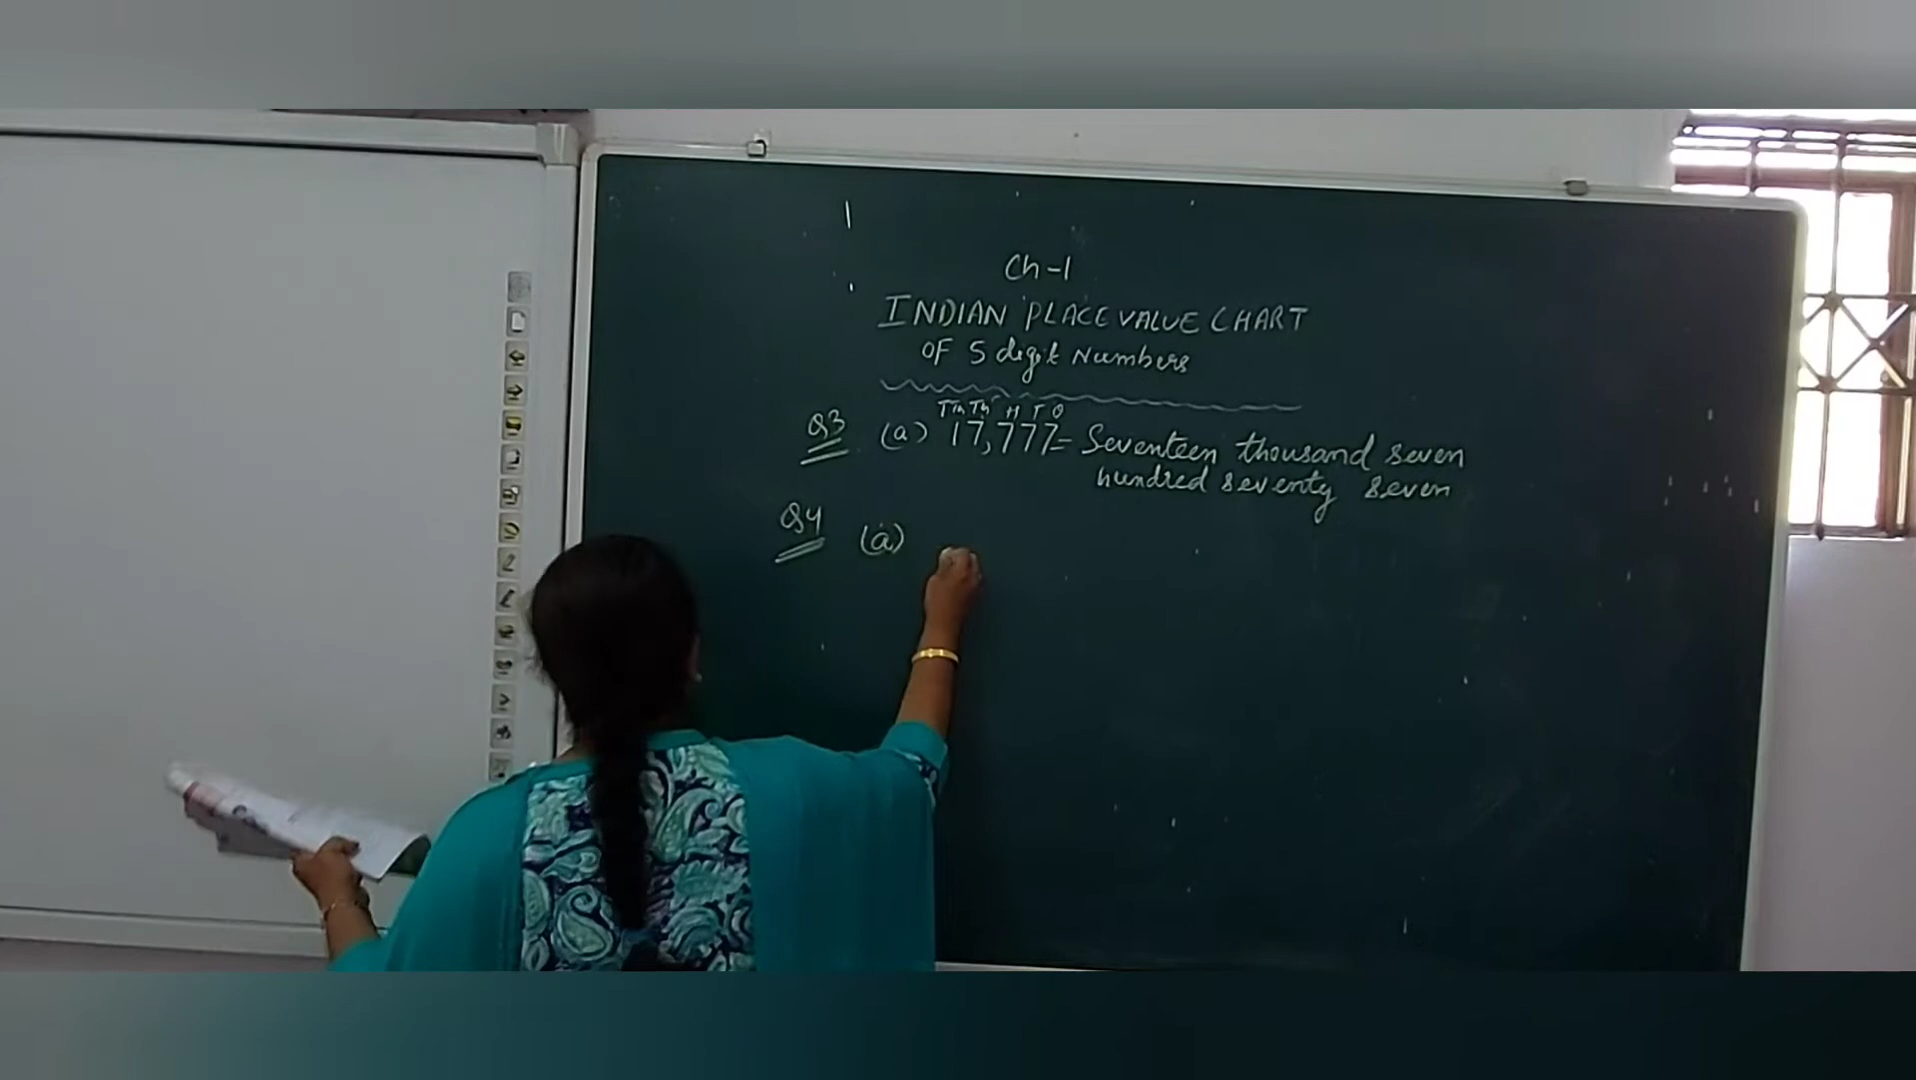 Ch-1
INDIAN PLACE VALUE CHART
OF 5 digit Numbers
TTh Th H T O
Q3 (a) 17,777= Seventeen thousand seven
hundred seventy seven
Q4 (a)